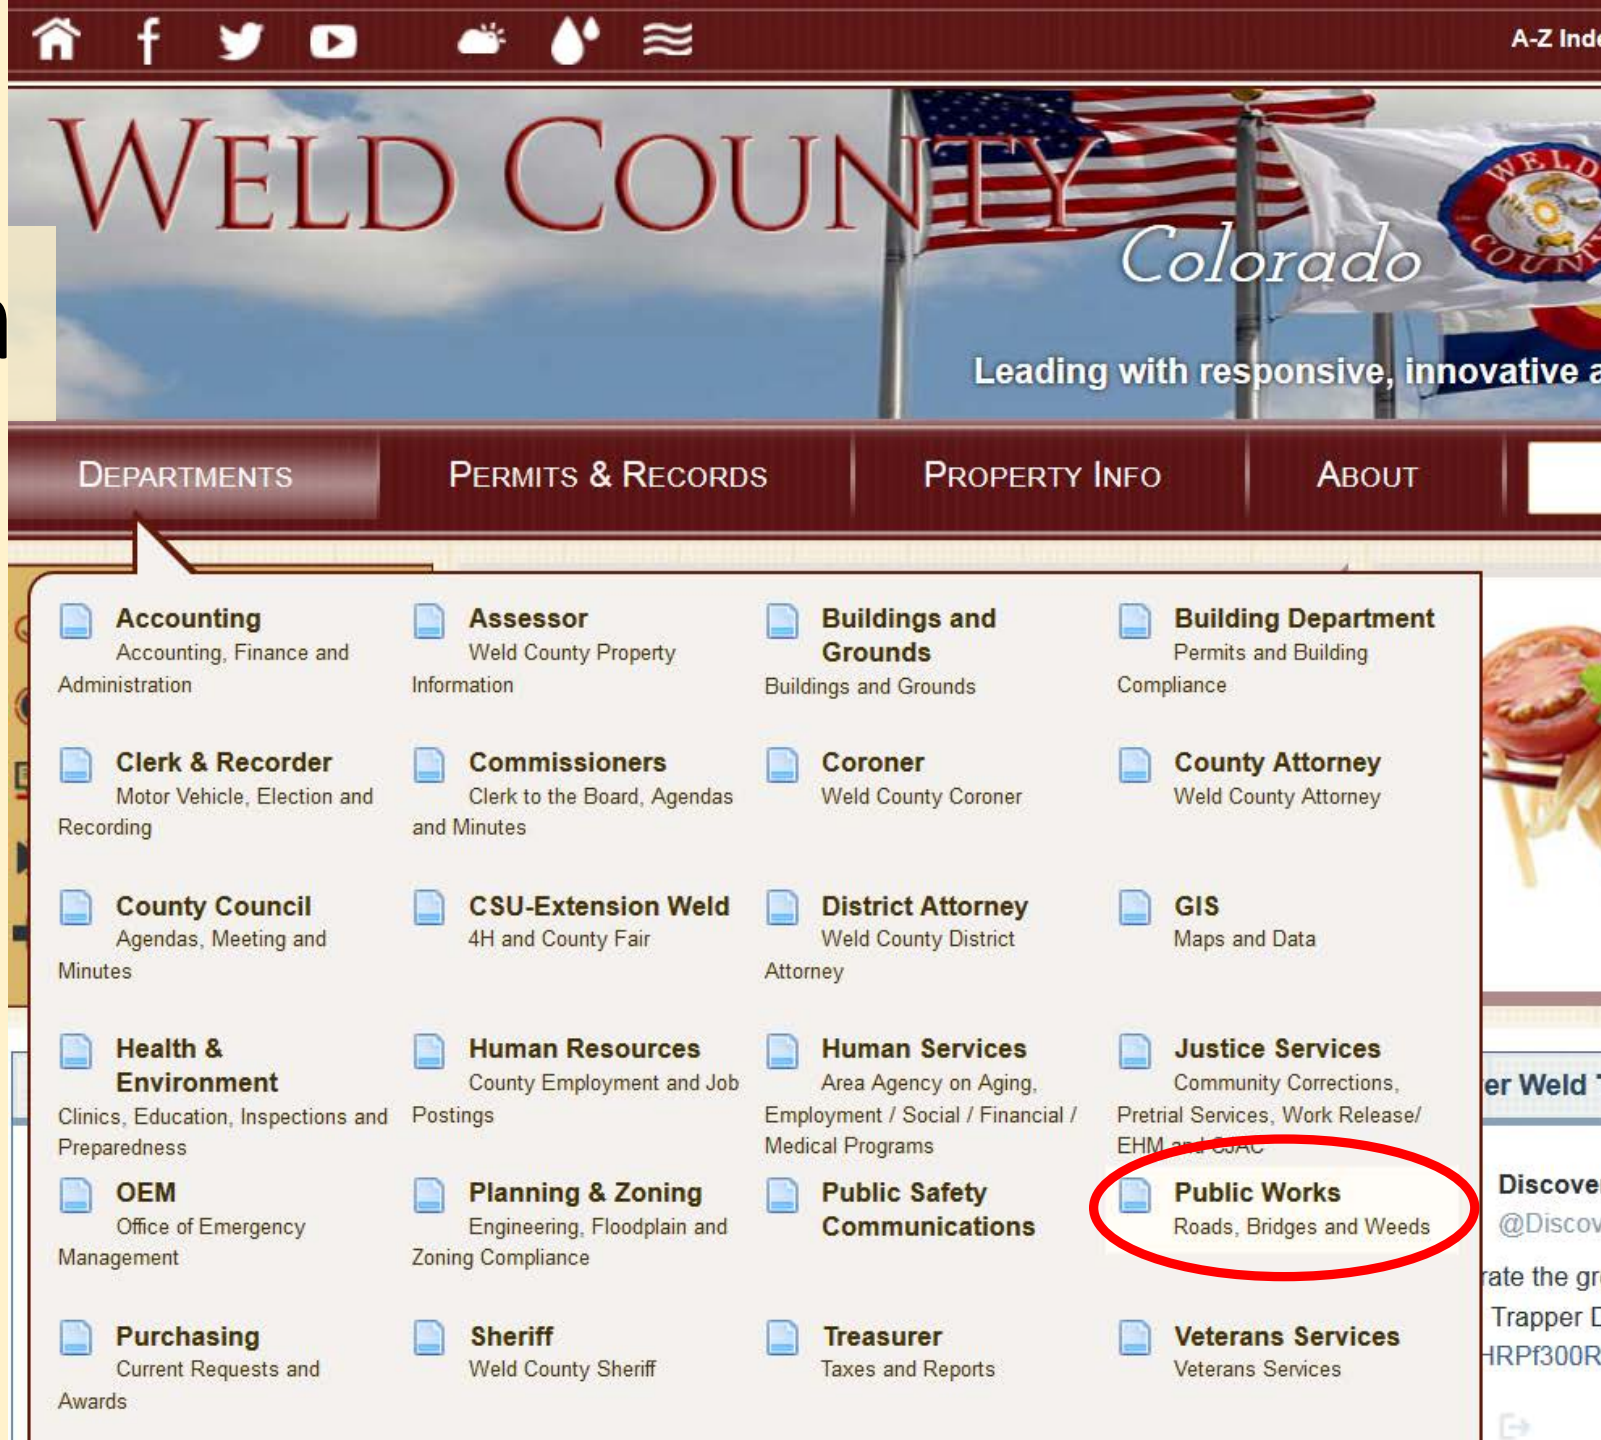 A-Z Inde
WELD COUNTY
Colorado
WELD
COUNTY
Leading with responsive, innovative a
DEPARTMENTS
PERMITS & RECORDS
PROPERTY INFO
ABOUT
Accounting
Accounting, Finance and
Administration
Assessor
Weld County Property
Information
Buildings and
Grounds
Buildings and Grounds
Building Department
Permits and Building
Compliance
Clerk & Recorder
Motor Vehicle, Election and
Recording
Commissioners
Clerk to the Board, Agendas
and Minutes
Coroner
Weld County Coroner
County Attorney
Weld County Attorney
County Council
Agendas, Meeting and
Minutes
CSU-Extension Weld
4H and County Fair
District Attorney
Weld County District
Attorney
GIS
Maps and Data
Health &
Environment
Clinics, Education, Inspections and
Preparedness
Human Resources
County Employment and Job
Postings
Human Services
Area Agency on Aging,
Employment / Social / Financial /
Medical Programs
Justice Services
Community Corrections,
Pretrial Services, Work Release/
EHM and CJAC
OEM
Office of Emergency
Management
Planning & Zoning
Engineering, Floodplain and
Zoning Compliance
Public Safety
Communications
Public Works
Roads, Bridges and Weeds
Purchasing
Current Requests and
Awards
Sheriff
Weld County Sheriff
Treasurer
Taxes and Reports
Veterans Services
Veterans Services
er Weld
Discove
@Discov
rate the gr
Trapper D
HRPf300R